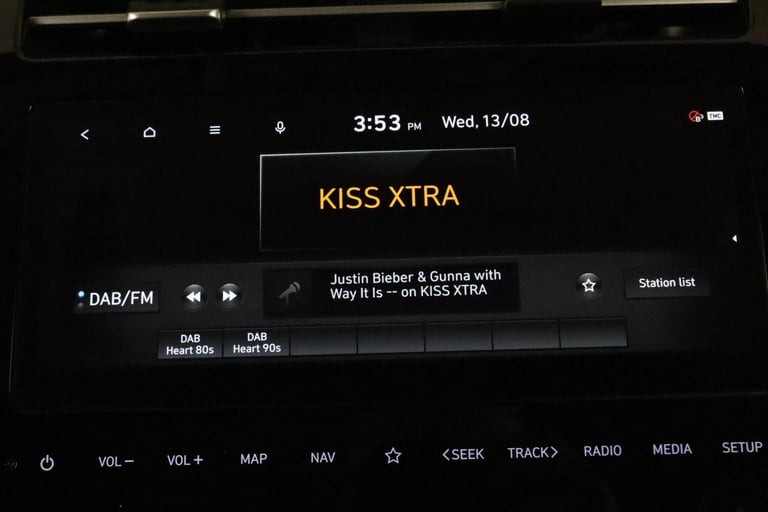 3:53 PM Wed, 13/08
TMC
KISS XTRA
DAB/FM
Justin Bieber & Gunna with
Way It Is -- on KISS XTRA
Station list
DAB
Heart 80s
DAB
Heart 90s
VOL− VOL+ MAP NAV <SEEK TRACK> RADIO MEDIA SETUP